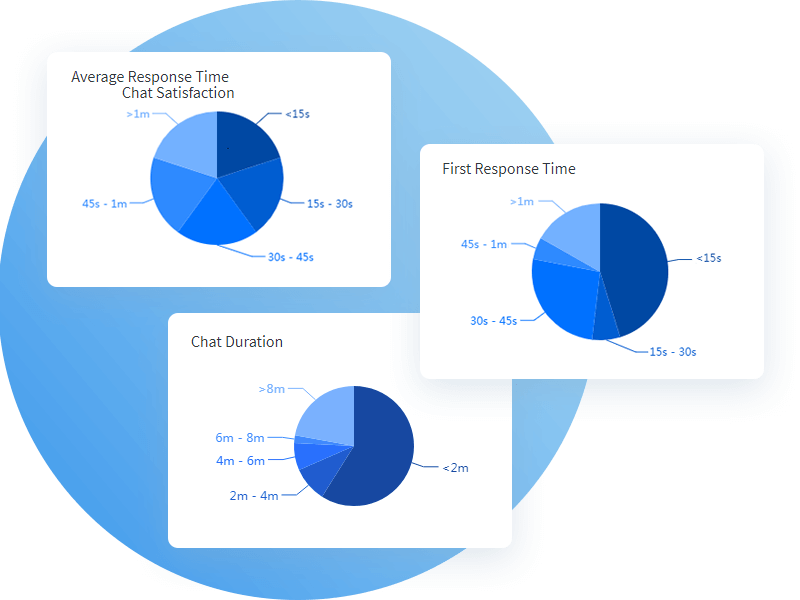 Average Response Time
Chat Satisfaction
>1m
<15s
45s - 1m
15s - 30s
30s - 45s
First Response Time
>1m
45s - 1m
<15s
30s - 45s
15s - 30s
Chat Duration
>8m
6m - 8m
4m - 6m
<2m
2m - 4m